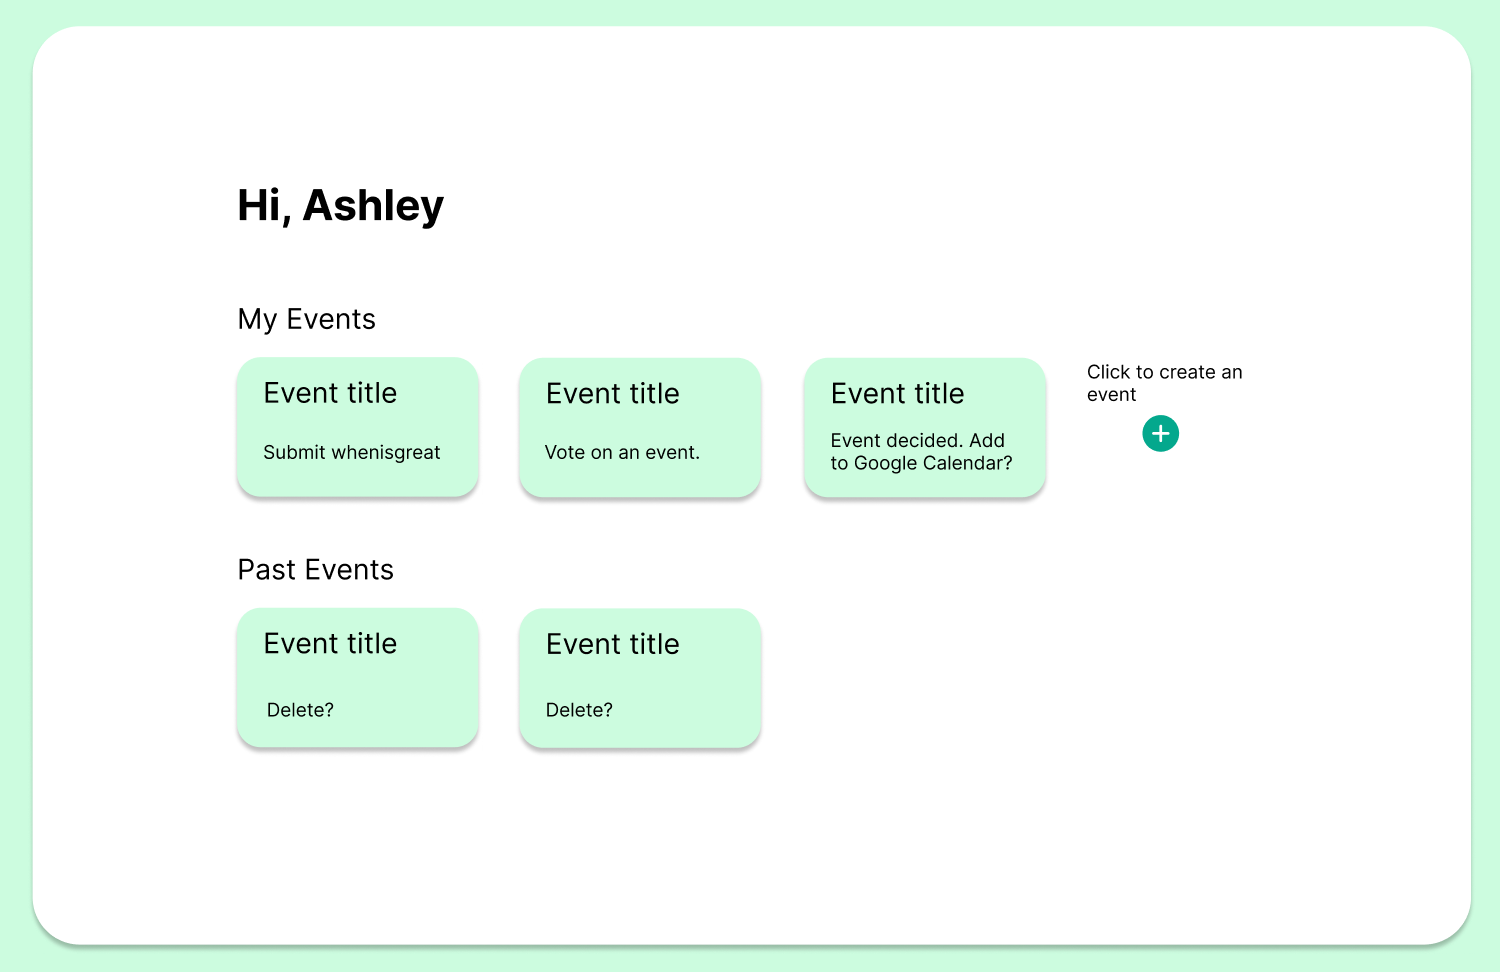 Hi, Ashley
My Events
Event title
Submit whenisgreat
Event title
Vote on an event.
Event title
Event decided. Add
to Google Calendar?
Click to create an
event
Past Events
Event title
Delete?
Event title
Delete?